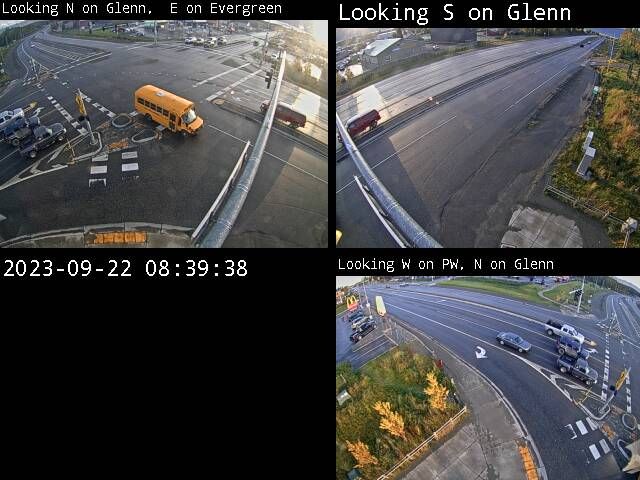 Looking N on Glenn,  E on Evergreen
Looking S on Glenn
2023-09-22 08:39:38
Looking W on PW, N on Glenn